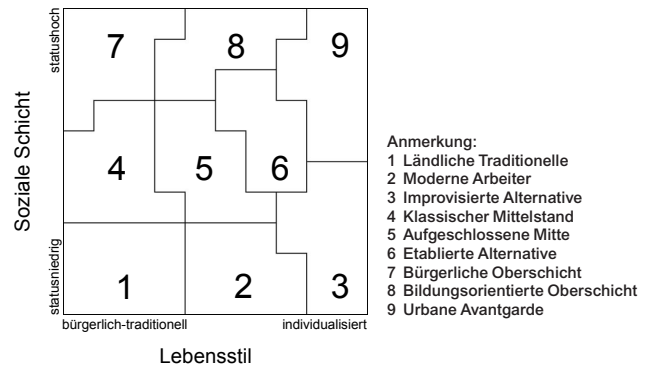 Soziale Schicht
statushoch
statusniedrig
7
8
9
4
5
6
1
2
3
bürgerlich-traditionell
individualisiert
Lebensstil
Anmerkung:
1 Ländliche Traditionelle
2 Moderne Arbeiter
3 Improvisierte Alternative
4 Klassischer Mittelstand
5 Aufgeschlossene Mitte
6 Etablierte Alternative
7 Bürgerliche Oberschicht
8 Bildungsorientierte Oberschicht
9 Urbane Avantgarde